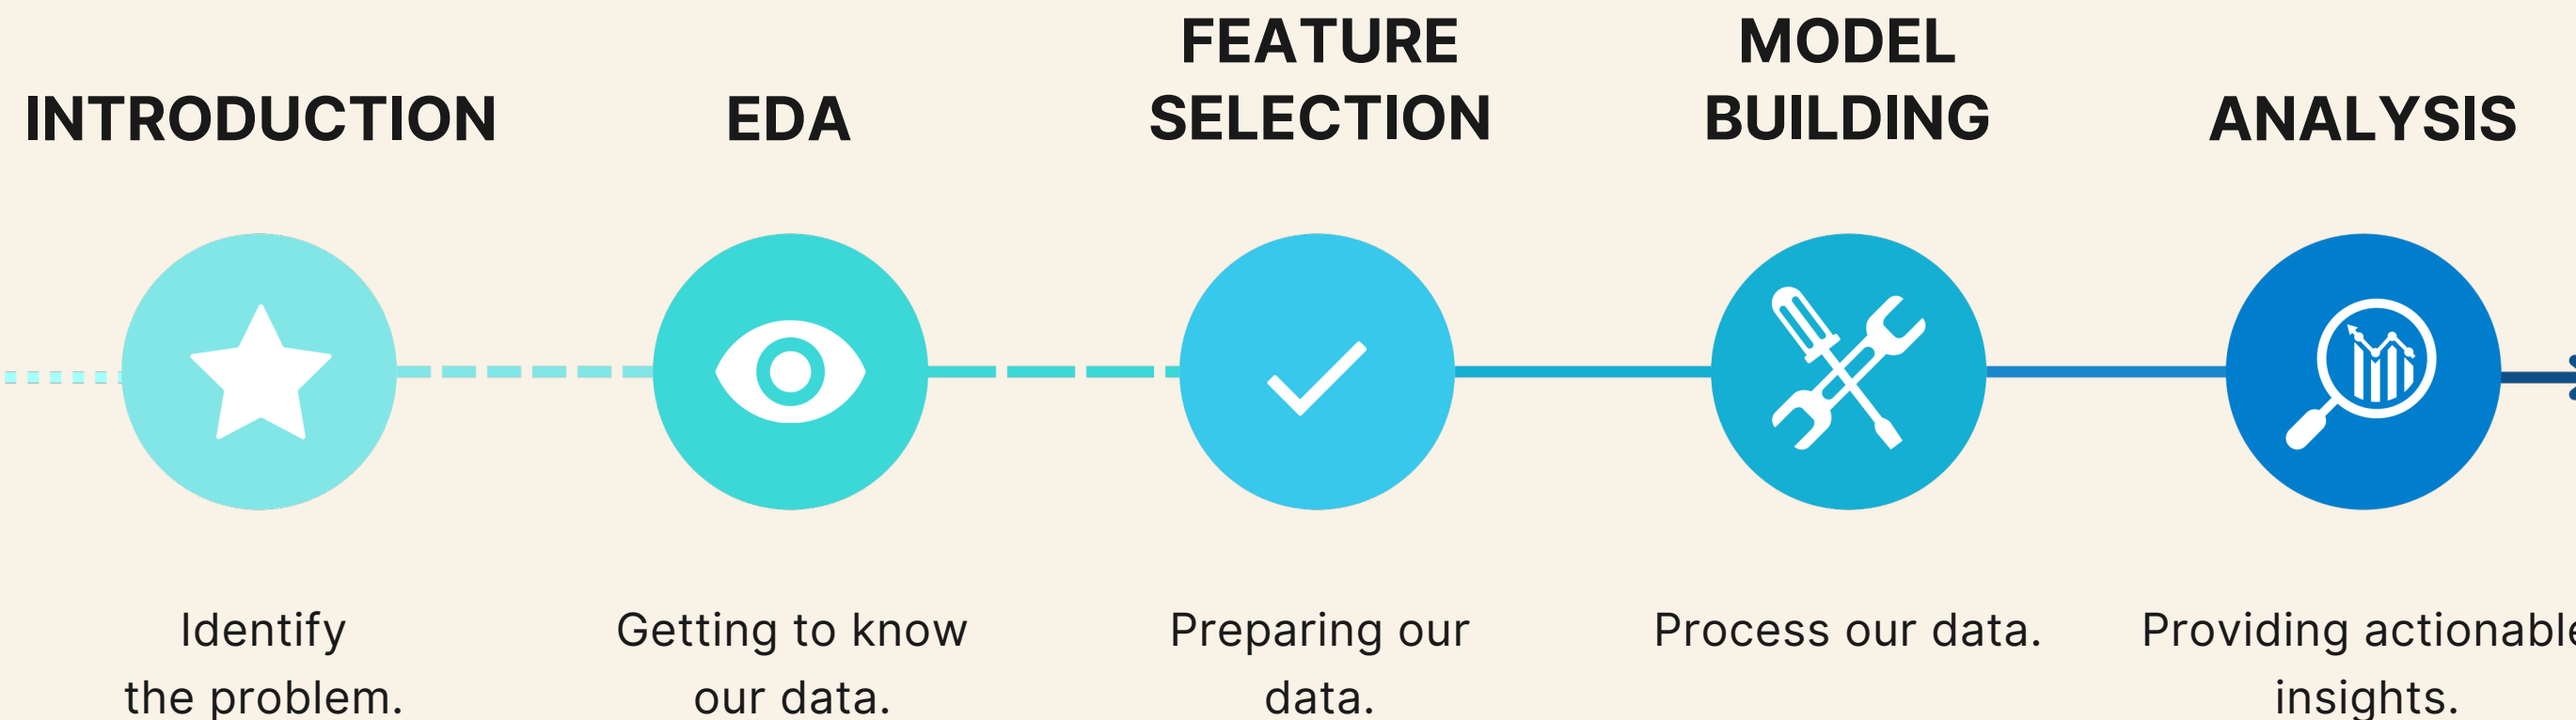 INTRODUCTION
Identify
the problem.
EDA
Getting to know
our data.
FEATURE
SELECTION
Preparing our
data.
MODEL
BUILDING
Process our data.
ANALYSIS
Providing actionable
insights.